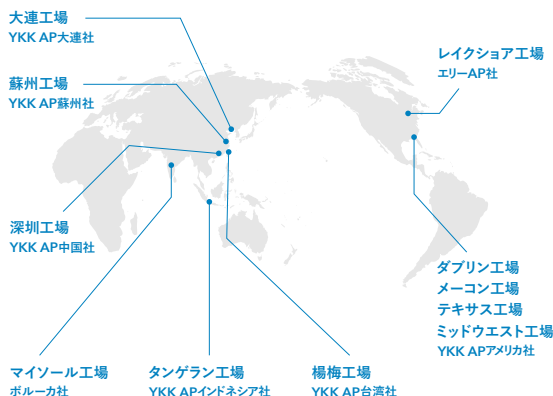 大連工場
YKK AP大連社
蘇州工場
YKK AP蘇州社
深圳工場
YKK AP中国社
マイソール工場
ボルーカ社
タンゲラン工場
YKK APインドネシア社
楊梅工場
YKK AP台湾社
レイクショア工場
エリーAP社
ダブリン工場
メーコン工場
テキサス工場
ミッドウエスト工場
YKK APアメリカ社